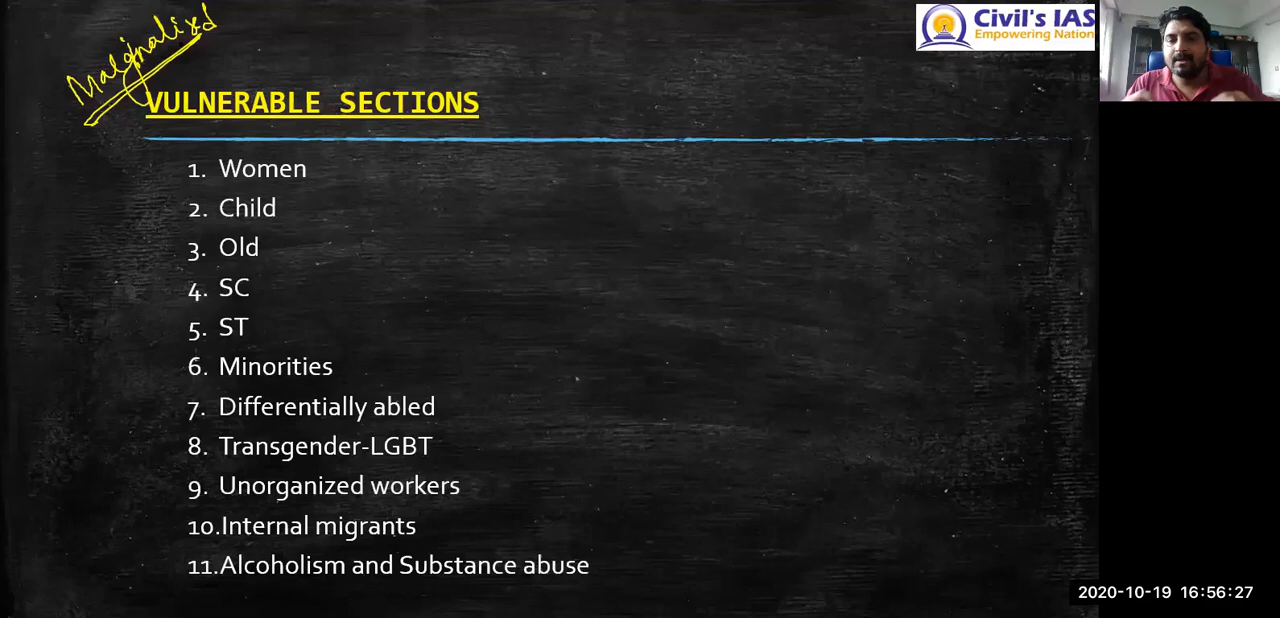 Civil's IAS
Empowering Nation
Marginalized
VULNERABLE SECTIONS
1. Women
2. Child
3. Old
4. SC
5. ST
6. Minorities
7. Differentially abled
8. Transgender-LGBT
9. Unorganized workers
10.Internal migrants
11.Alcoholism and Substance abuse
2020-10-19 16:56:27